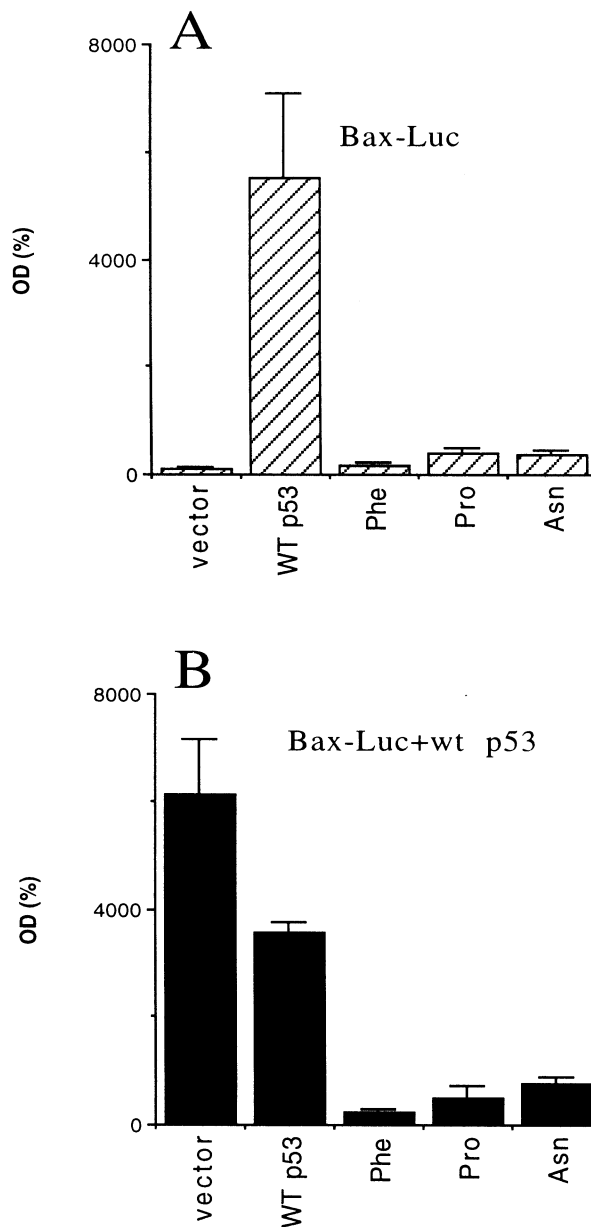 A
8000
Bax-Luc
OD (%)
4000
0
vector
WT p53
Phe
Pro
Asn
B
8000
Bax-Luc+wt p53
OD (%)
4000
0
vector
WT p53
Phe
Pro
Asn